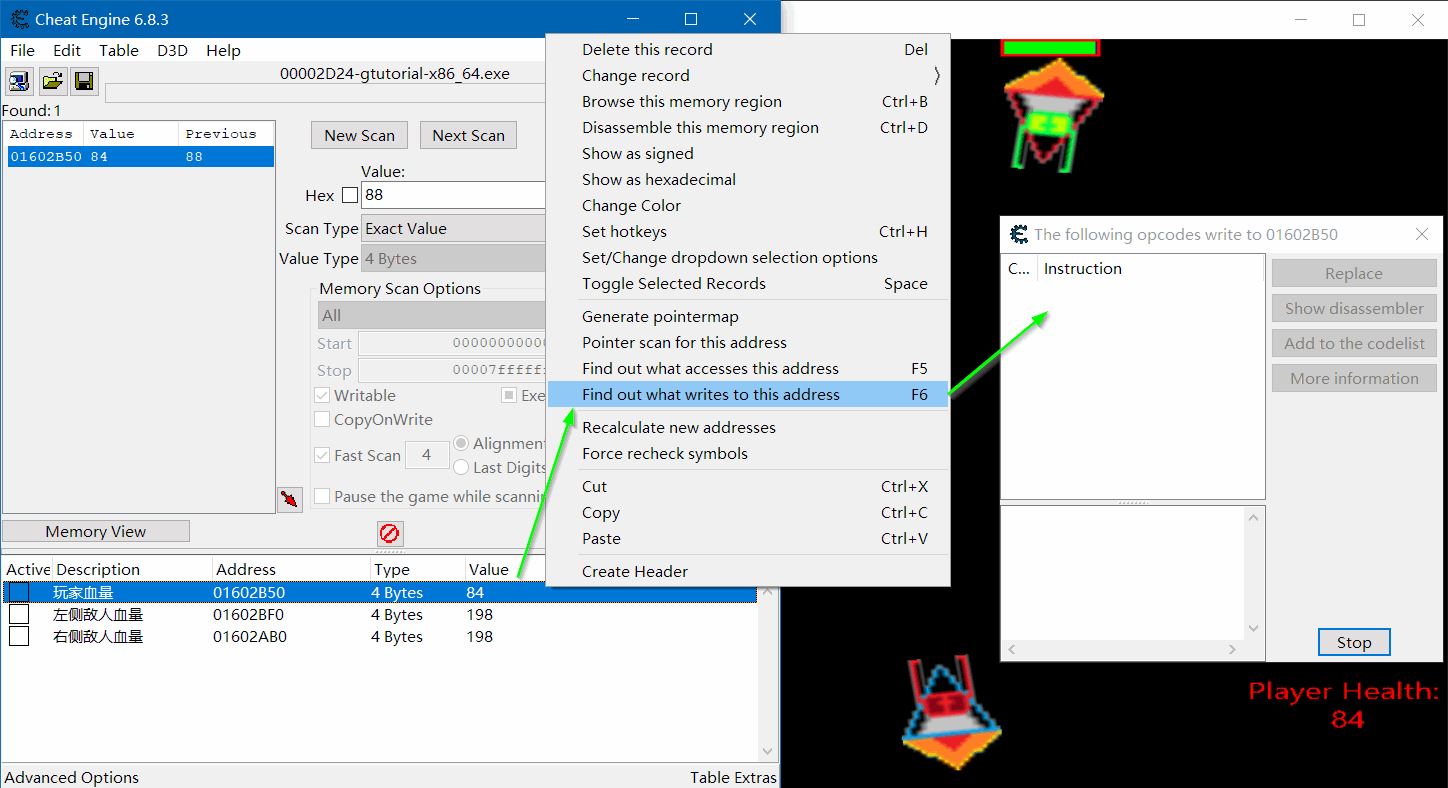 Cheat Engine 6.8.3
File Edit Table D3D Help
00002D24-gtutorial-x86_64.exe
Found: 1
Address Value Previous
01602B50 84 88
New Scan Next Scan
Value:
Hex 88
Scan Type Exact Value
Value Type 4 Bytes
Memory Scan Options
All
Start 00000000000
Stop 00007ffffff
Writable Exe
CopyOnWrite
Fast Scan 4 Alignment
Last Digits
Pause the game while scannin
Memory View
Active Description Address Type Value
玩家血量 01602B50 4 Bytes 84
左侧敌人血量 01602BF0 4 Bytes 198
右侧敌人血量 01602AB0 4 Bytes 198
Advanced Options Table Extras
Delete this record Del
Change record
Browse this memory region Ctrl+B
Disassemble this memory region Ctrl+D
Show as signed
Show as hexadecimal
Change Color
Set hotkeys Ctrl+H
Set/Change dropdown selection options
Toggle Selected Records Space
Generate pointermap
Pointer scan for this address
Find out what accesses this address F5
Find out what writes to this address F6
Recalculate new addresses
Force recheck symbols
Cut Ctrl+X
Copy Ctrl+C
Paste Ctrl+V
Create Header
The following opcodes write to 01602B50
C... Instruction
Replace
Show disassembler
Add to the codelist
More information
Stop
Player Health:
84